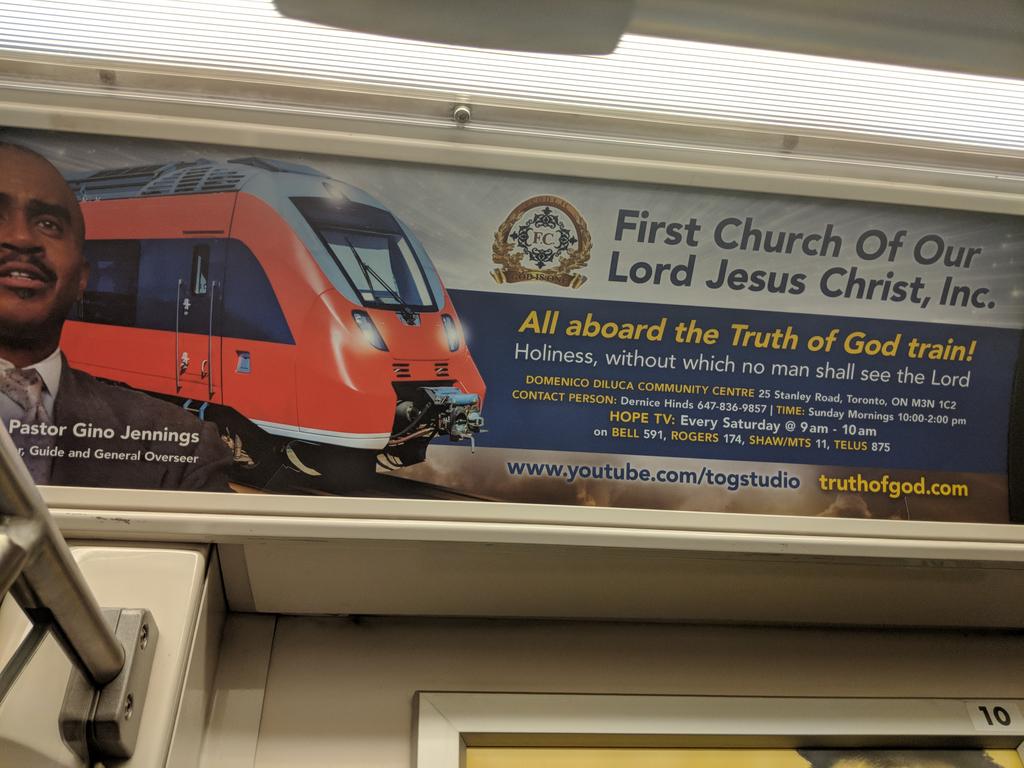 F.C.
GOD IS ONE
First Church Of Our
Lord Jesus Christ, Inc.
All aboard the Truth of God train!
Holiness, without which no man shall see the Lord
DOMENICO DILUCA COMMUNITY CENTRE 25 Stanley Road, Toronto, ON M3N 1C2
CONTACT PERSON: Dernice Hinds 647-836-9857 | TIME: Sunday Mornings 10:00-2:00 pm
HOPE TV: Every Saturday @ 9am - 10am
on BELL 591, ROGERS 174, SHAW/MTS 11, TELUS 875
www.youtube.com/togstudio truthofgod.com
Pastor Gino Jennings
r, Guide and General Overseer
10